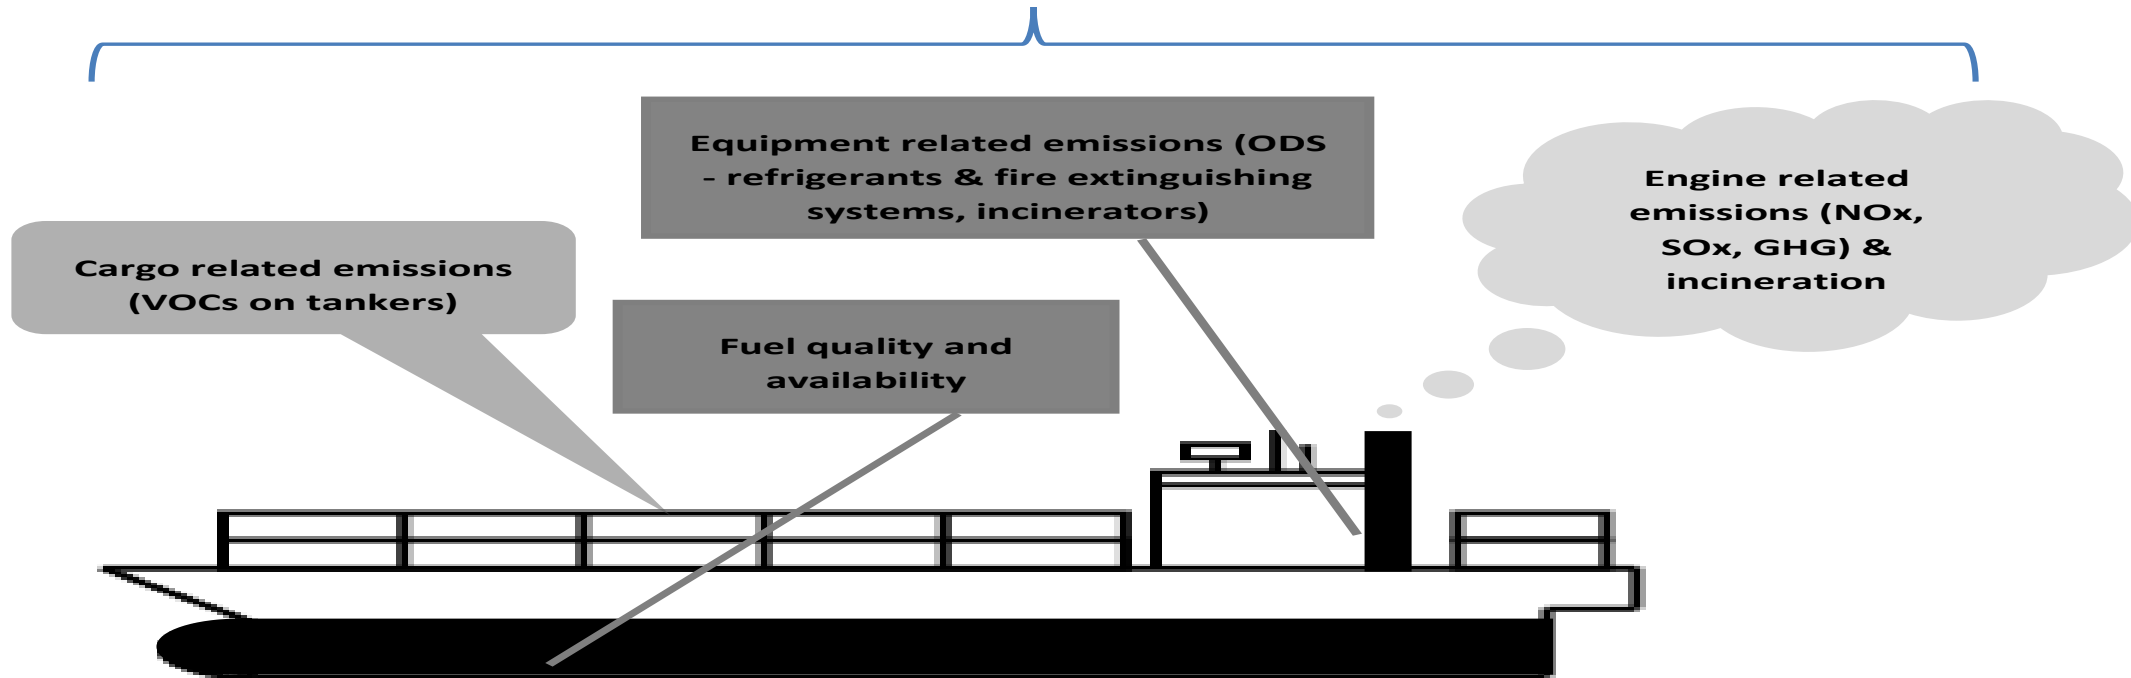 Equipment related emissions (ODS
- refrigerants & fire extinguishing
systems, incinerators)
Engine related
emissions (NOx,
SOx, GHG) &
incineration
Cargo related emissions
(VOCs on tankers)
Fuel quality and
availability